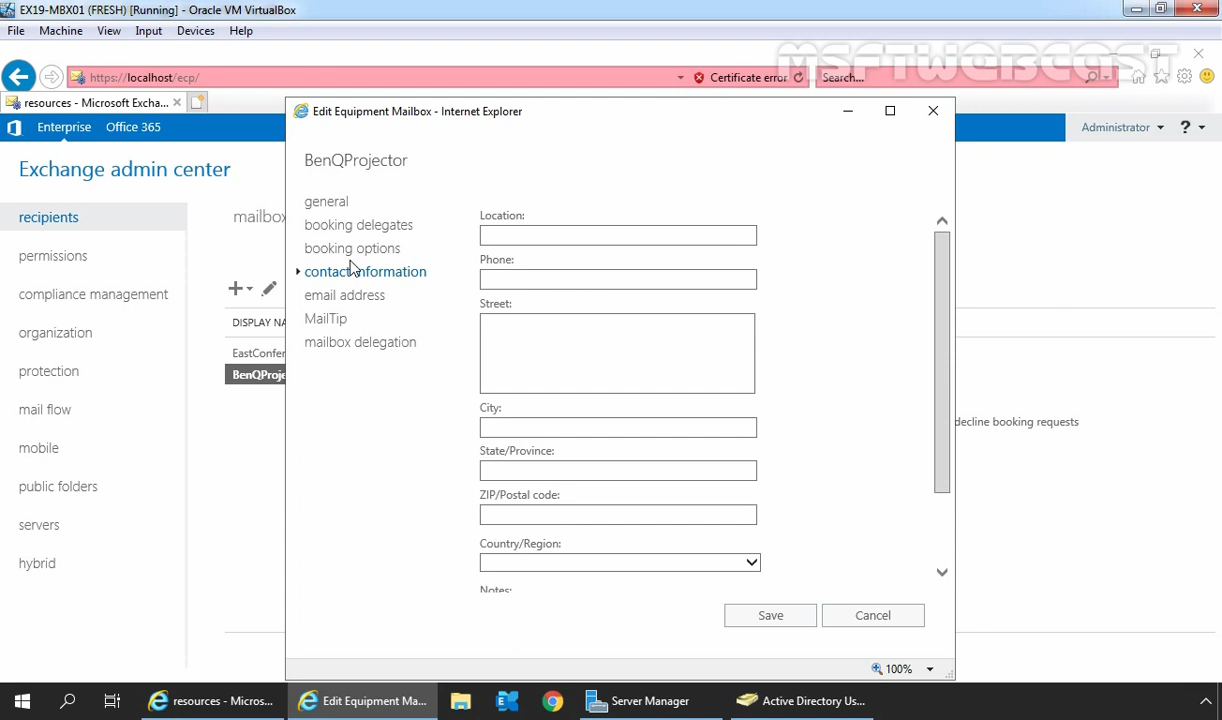 EX19-MBX01 (FRESH) [Running] - Oracle VM VirtualBox
File Machine View Input Devices Help
MSFTWEBCAST
https://localhost/ecp/
Certificate error
Search...
resources - Microsoft Excha...
Edit Equipment Mailbox - Internet Explorer
Enterprise Office 365
Administrator ?
Exchange admin center
BenQProjector
recipients
permissions
compliance management
organization
protection
mail flow
mobile
public folders
servers
hybrid
mailbox
DISPLAY NA
EastConfer
BenQProje
general
booking delegates
booking options
contact information
email address
MailTip
mailbox delegation
Location:
Phone:
Street:
City:
State/Province:
ZIP/Postal code:
Country/Region:
Notes:
decline booking requests
Save Cancel
100%
resources - Micros...
Edit Equipment Ma...
Server Manager
Active Directory Us...